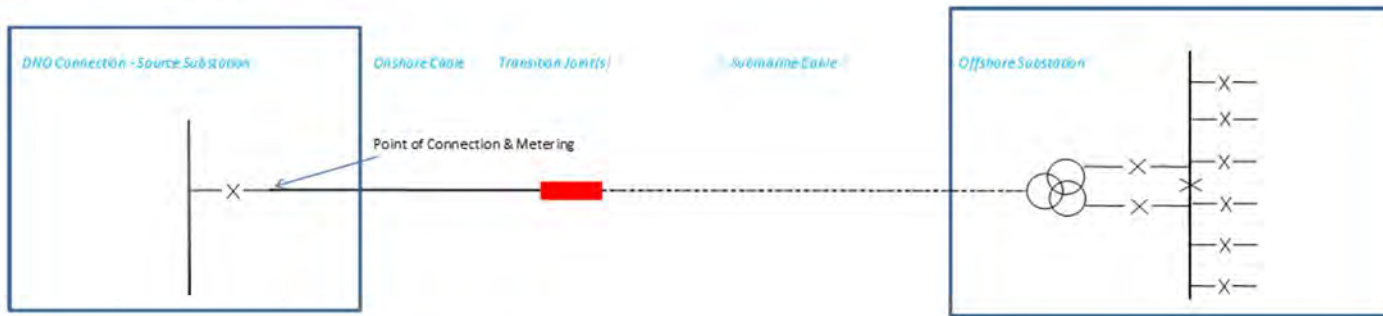 DNO Connection - Source Substation
Onshore Cable
Transition Joint(s)
Submarine Cable
Offshore Substation
Point of Connection & Metering